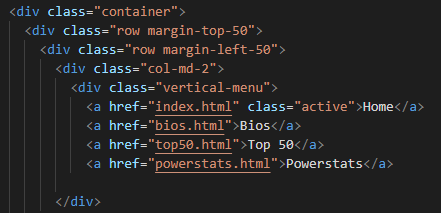 <div class="container">
<div class="row margin-top-50">
<div class="row margin-left-50">
<div class="col-md-2">
<div class="vertical-menu">
<a href="index.html" class="active">Home</a>
<a href="bios.html">Bios</a>
<a href="top50.html">Top 50</a>
<a href="powerstats.html">Powerstats</a>
</div>